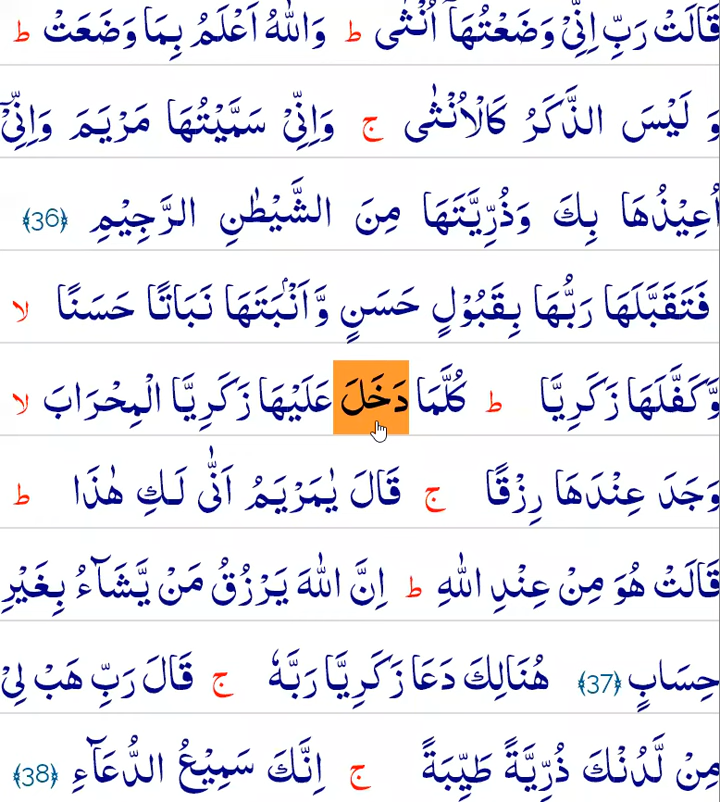 قَالَتْ رَبِّ اِنِّیْ وَضَعْتُهَاۤ اُنْثٰی ط وَاللّٰهُ اَعْلَمُ بِمَا وَضَعَتْ ط
وَ لَیْسَ الذَّكَرُ كَالْاُنْثٰی ج وَاِنِّیْ سَمَّیْتُهَا مَرْیَمَ وَاِنِّیْۤ
اُعِیْذُهَا بِكَ وَذُرِّیَّتَهَا مِنَ الشَّیْطٰنِ الرَّجِیْمِ ﴿36﴾
فَتَقَبَّلَهَا رَبُّهَا بِقَبُوْلٍ حَسَنٍ وَّاَنْۢبَتَهَا نَبَاتًا حَسَنًا لا
وَّكَفَّلَهَا زَكَرِیَّا ط كُلَّمَا دَخَلَ عَلَیْهَا زَكَرِیَّا الْمِحْرَابَ لا
وَجَدَ عِنْدَهَا رِزْقًا ج قَالَ یٰمَرْیَمُ اَنّٰی لَكِ هٰذَا ط
قَالَتْ هُوَ مِنْ عِنْدِ اللّٰهِ ط اِنَّ اللّٰهَ یَرْزُقُ مَنْ یَّشَآءُ بِغَیْرِ
حِسَابٍ ﴿37﴾ هُنَالِكَ دَعَا زَكَرِیَّا رَبَّهٗ ج قَالَ رَبِّ هَبْ لِیْ
مِنْ لَّدُنْكَ ذُرِّیَّةً طَیِّبَةً ج اِنَّكَ سَمِیْعُ الدُّعَآءِ ﴿38﴾